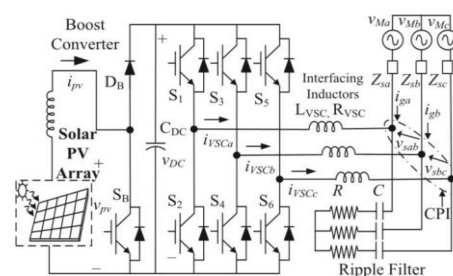 Boost
Converter
i_pv
D_B
Solar
PV
Array
+
v_pv
−
S_B
+
C_DC
v_DC
−
S_1
S_3
S_5
S_2
S_4
S_6
Interfacing
Inductors
L_VSC, R_VSC
i_VSCa
i_VSCb
i_VSCc
R
C
Ripple Filter
v_Ma
v_Mb
v_Mc
Z_sa
Z_sb
Z_sc
i_ga
i_gb
v_sab
v_sbc
CPI